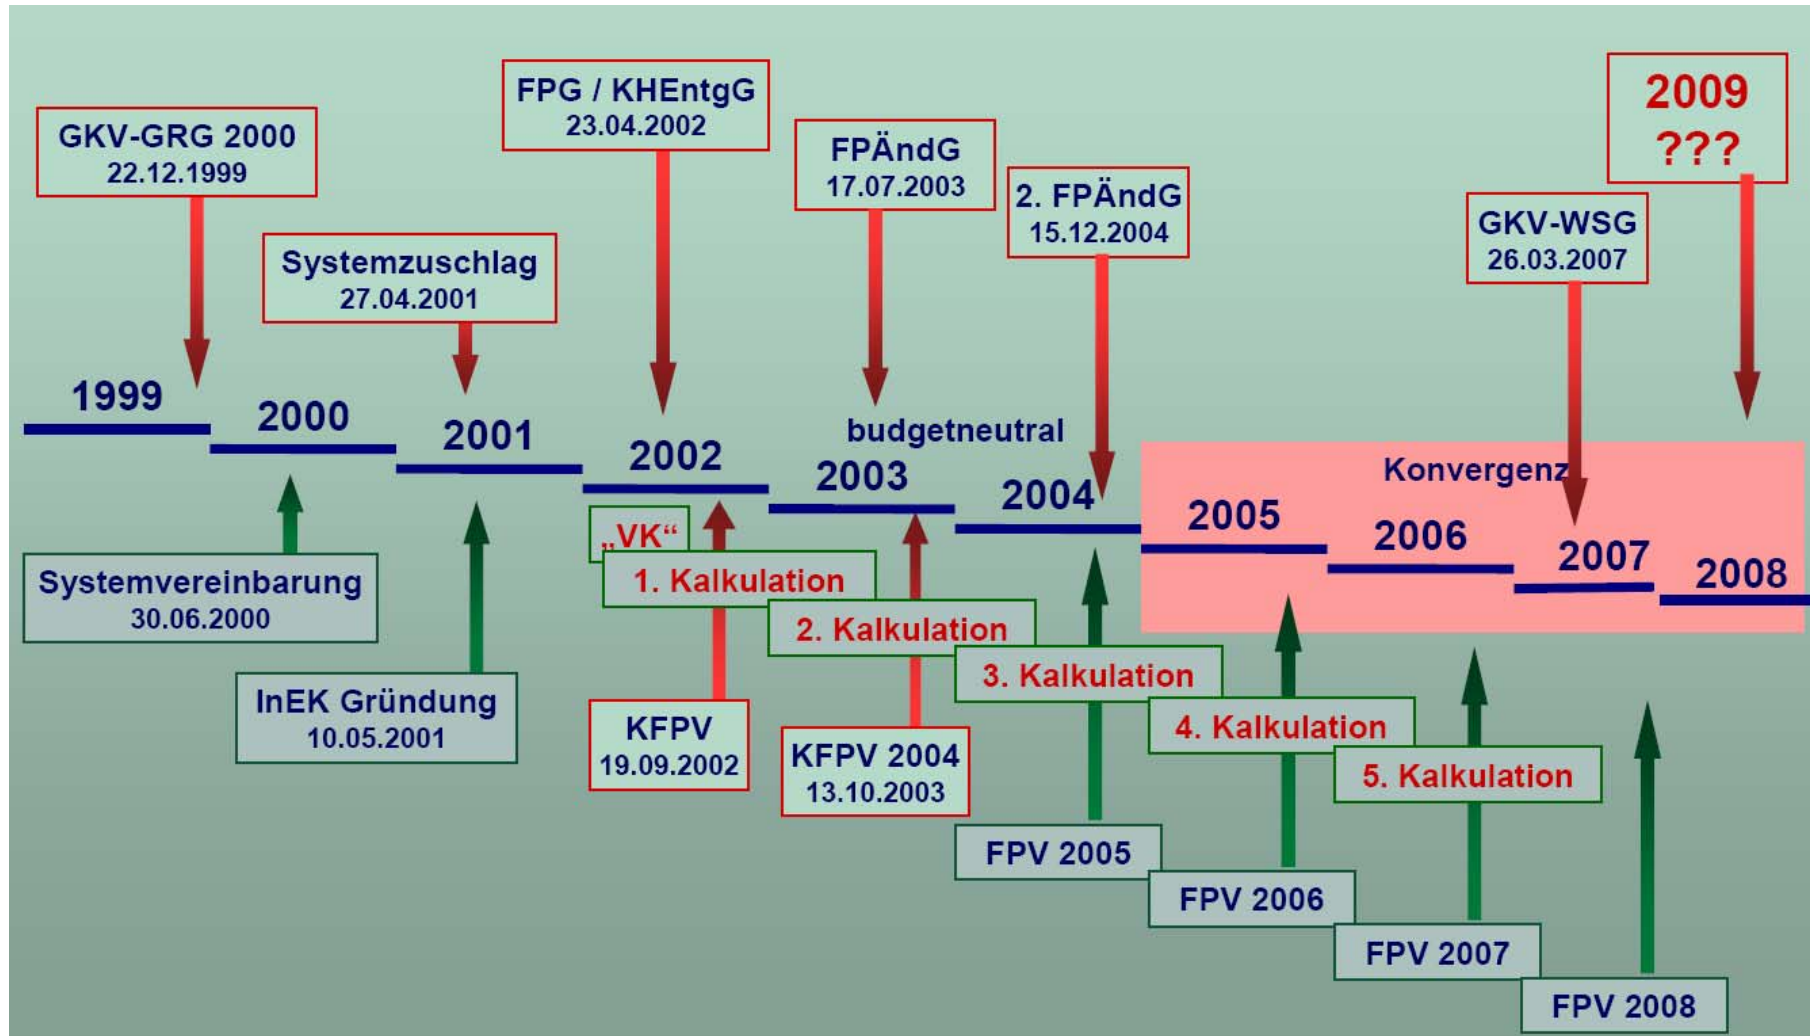 GKV-GRG 2000
22.12.1999
Systemzuschlag
27.04.2001
FPG / KHEntgG
23.04.2002
FPÄndG
17.07.2003
2. FPÄndG
15.12.2004
GKV-WSG
26.03.2007
2009
???
1999
2000
2001
2002
2003
2004
2005
2006
2007
2008
budgetneutral
Konvergenz
Systemvereinbarung
30.06.2000
InEK Gründung
10.05.2001
„VK“
1. Kalkulation
2. Kalkulation
3. Kalkulation
4. Kalkulation
5. Kalkulation
KFPV
19.09.2002
KFPV 2004
13.10.2003
FPV 2005
FPV 2006
FPV 2007
FPV 2008